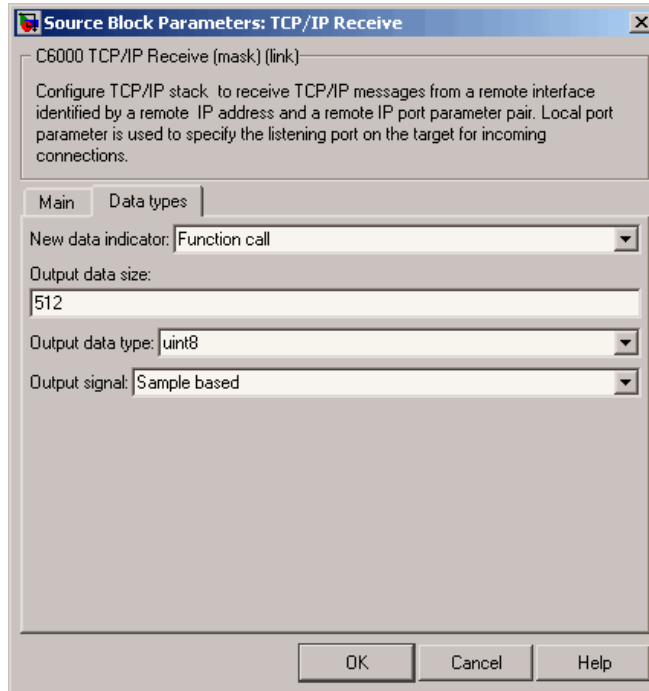 Source Block Parameters: TCP/IP Receive
C6000 TCP/IP Receive (mask) (link)
Configure TCP/IP stack to receive TCP/IP messages from a remote interface
identified by a remote IP address and a remote IP port parameter pair. Local port
parameter is used to specify the listening port on the target for incoming
connections.
Main Data types
New data indicator: Function call
Output data size:
512
Output data type: uint8
Output signal: Sample based
OK Cancel Help